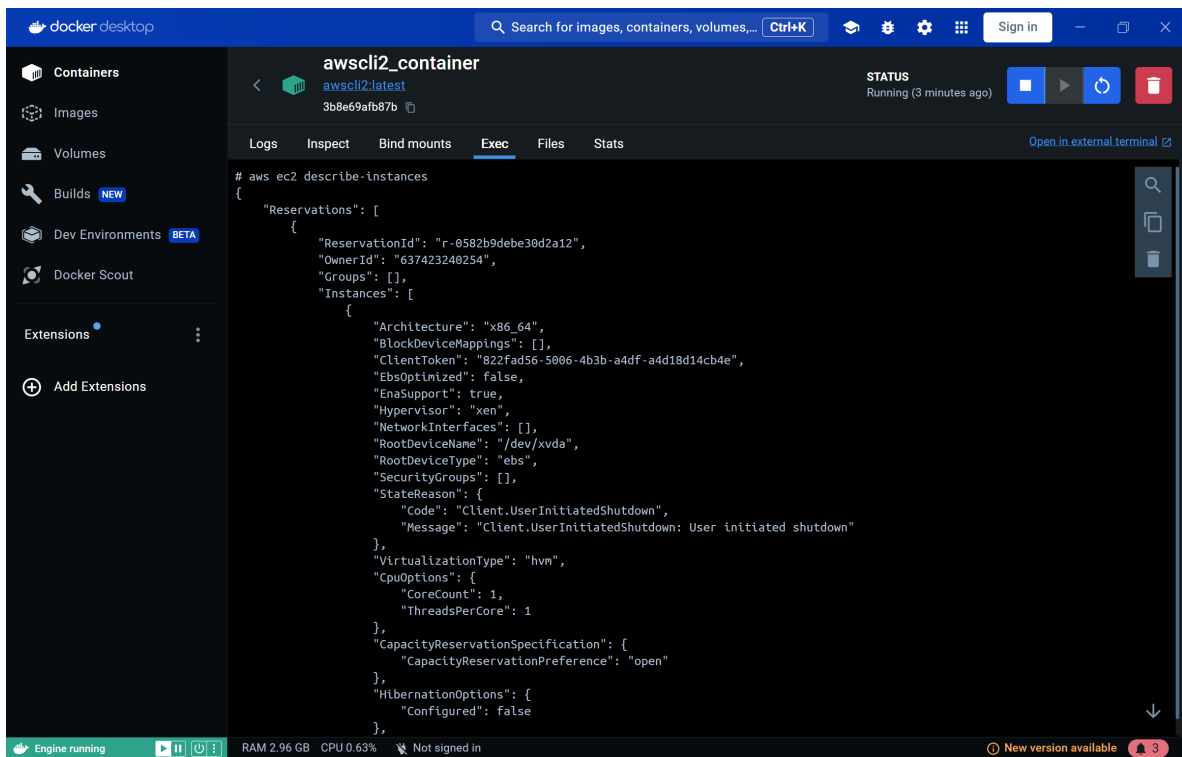 docker desktop
Search for images, containers, volumes,... Ctrl+K
Sign in
Containers
Images
Volumes
Builds NEW
Dev Environments BETA
Docker Scout
Extensions
Add Extensions
awscli2_container
awscli2:latest
3b8e69afb87b
STATUS
Running (3 minutes ago)
Logs Inspect Bind mounts Exec Files Stats
Open in external terminal
# aws ec2 describe-instances
{
    "Reservations": [
        {
            "ReservationId": "r-0582b9debe30d2a12",
            "OwnerId": "637423240254",
            "Groups": [],
            "Instances": [
                {
                    "Architecture": "x86_64",
                    "BlockDeviceMappings": [],
                    "ClientToken": "822fad56-5006-4b3b-a4df-a4d18d14cb4e",
                    "EbsOptimized": false,
                    "EnaSupport": true,
                    "Hypervisor": "xen",
                    "NetworkInterfaces": [],
                    "RootDeviceName": "/dev/xvda",
                    "RootDeviceType": "ebs",
                    "SecurityGroups": [],
                    "StateReason": {
                        "Code": "Client.UserInitiatedShutdown",
                        "Message": "Client.UserInitiatedShutdown: User initiated shutdown"
                    },
                    "VirtualizationType": "hvm",
                    "CpuOptions": {
                        "CoreCount": 1,
                        "ThreadsPerCore": 1
                    },
                    "CapacityReservationSpecification": {
                        "CapacityReservationPreference": "open"
                    },
                    "HibernationOptions": {
                        "Configured": false
                    },
Engine running
RAM 2.96 GB CPU 0.63% Not signed in
New version available 3